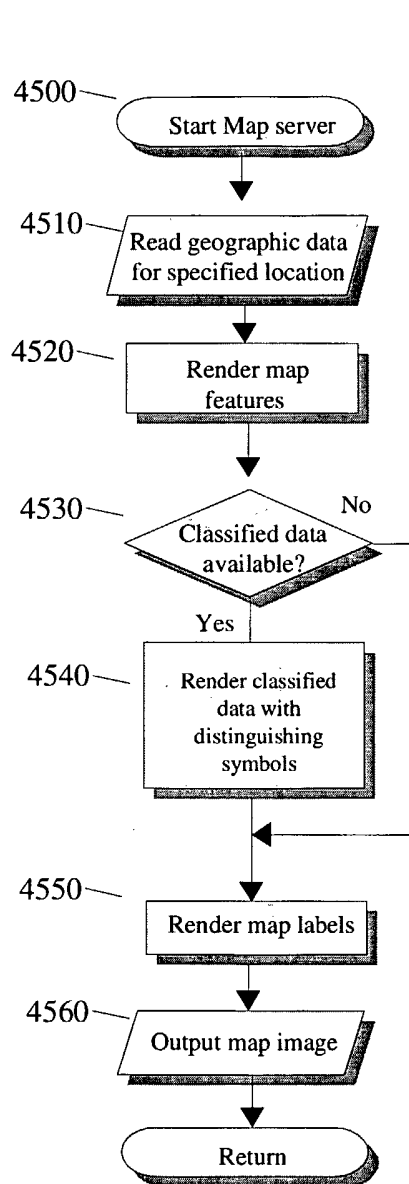 4500
Start Map server
4510
Read geographic data
for specified location
4520
Render map
features
4530
No
Classified data
available?
Yes
4540
Render classified
data with
distinguishing
symbols
4550
Render map labels
4560
Output map image
Return